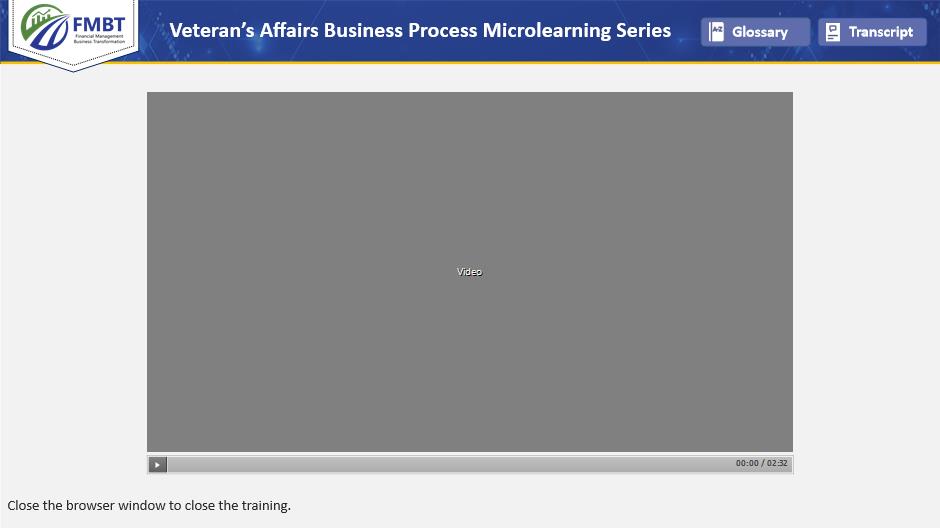 FMBT
Financial Management
Business Transformation
Veteran’s Affairs Business Process Microlearning Series
A-Z
Glossary
Transcript
Video
00:00 / 02:32
Close the browser window to close the training.